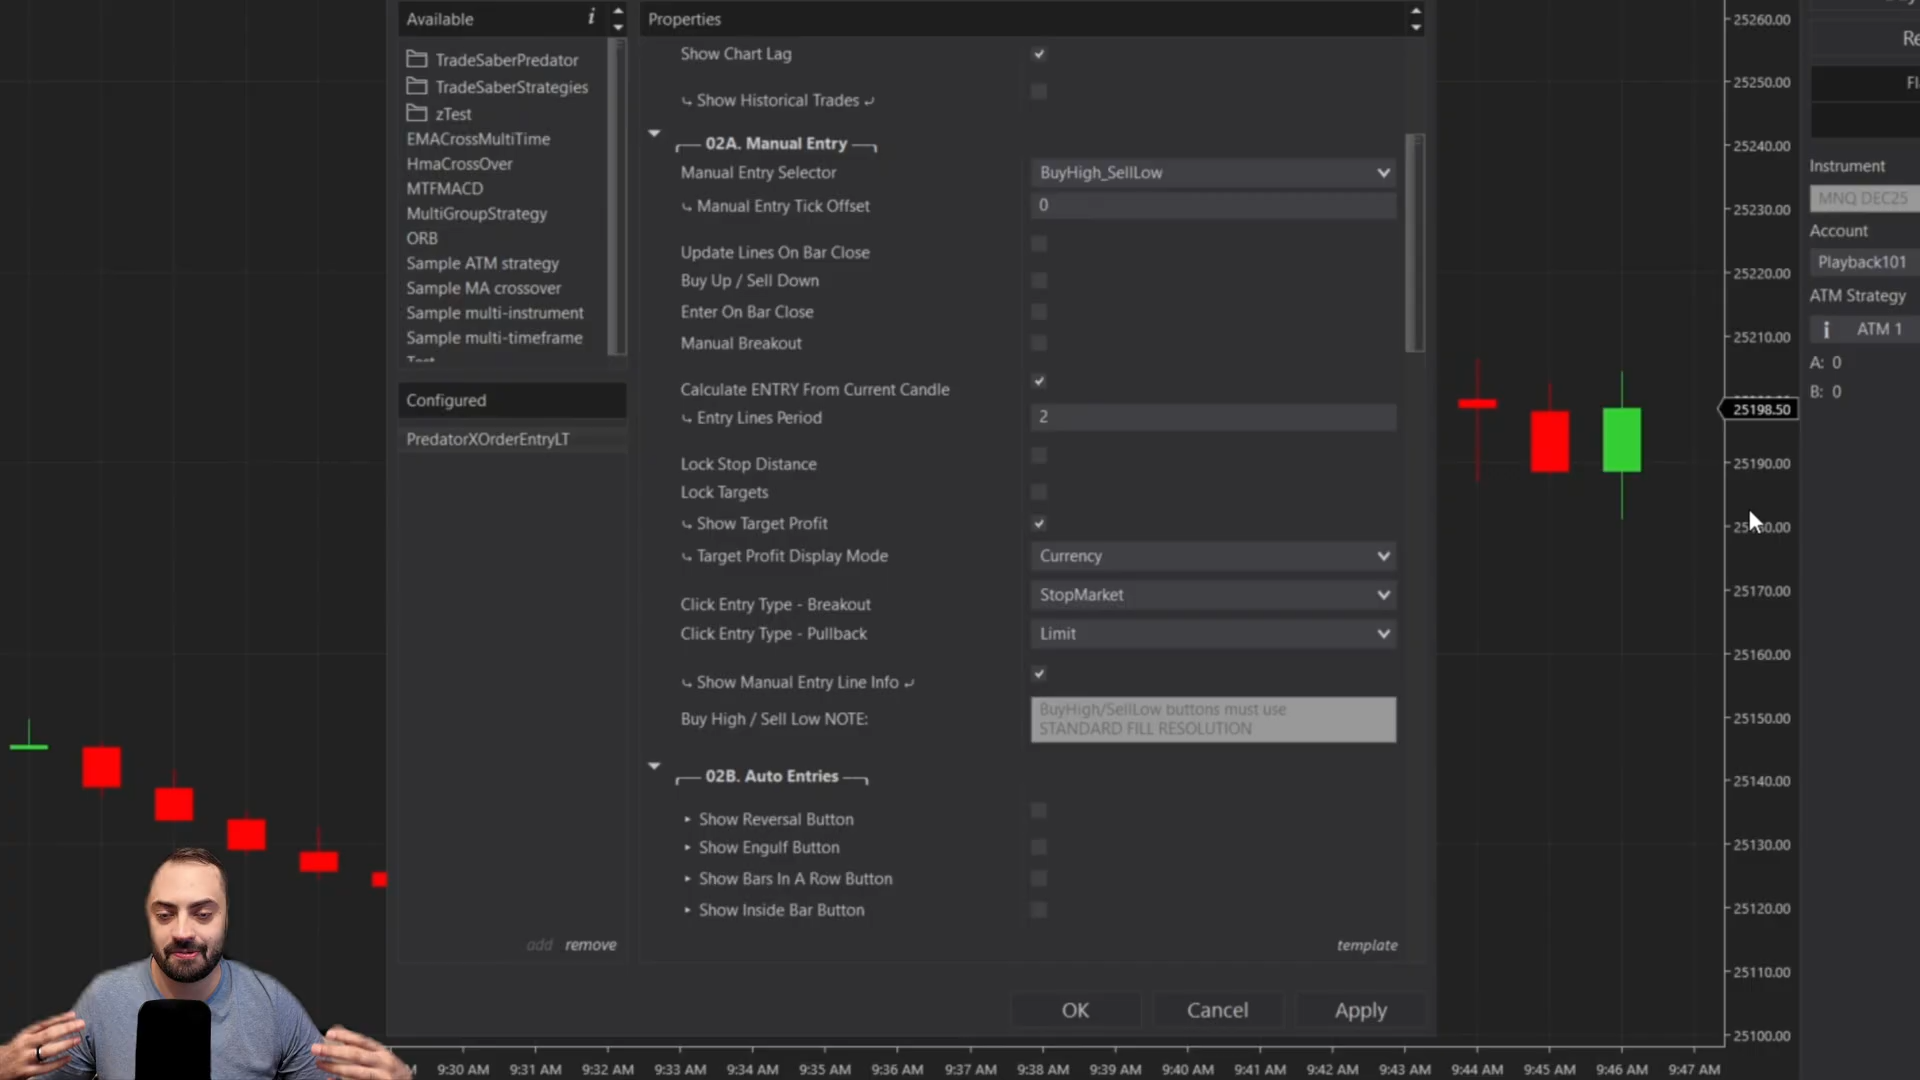 Available
i
TradeSaberPredator
TradeSaberStrategies
zTest
EMACrossMultiTime
HmaCrossOver
MTFMACD
MultiGroupStrategy
ORB
Sample ATM strategy
Sample MA crossover
Sample multi-instrument
Sample multi-timeframe
Configured
PredatorXOrderEntryLT
add remove
Properties
Show Chart Lag
Show Historical Trades
02A. Manual Entry
Manual Entry Selector BuyHigh_SellLow
Manual Entry Tick Offset 0
Update Lines On Bar Close
Buy Up / Sell Down
Enter On Bar Close
Manual Breakout
Calculate ENTRY From Current Candle
Entry Lines Period 2
Lock Stop Distance
Lock Targets
Show Target Profit
Target Profit Display Mode Currency
Click Entry Type - Breakout StopMarket
Click Entry Type - Pullback Limit
Show Manual Entry Line Info
Buy High / Sell Low NOTE: BuyHigh/SellLow buttons must use
STANDARD FILL RESOLUTION
02B. Auto Entries
Show Reversal Button
Show Engulf Button
Show Bars In A Row Button
Show Inside Bar Button
template
OK Cancel Apply
25260.00
25250.00
25240.00
25230.00
25220.00
25210.00
25198.50
25190.00
25170.00
25160.00
25150.00
25140.00
25130.00
25120.00
25110.00
25100.00
Instrument
MNQ DEC25
Account
Playback101
ATM Strategy
i ATM 1
A: 0
B: 0
9:30 AM 9:31 AM 9:32 AM 9:33 AM 9:34 AM 9:35 AM 9:36 AM 9:37 AM 9:38 AM 9:39 AM 9:40 AM 9:41 AM 9:42 AM 9:43 AM 9:44 AM 9:45 AM 9:46 AM 9:47 AM